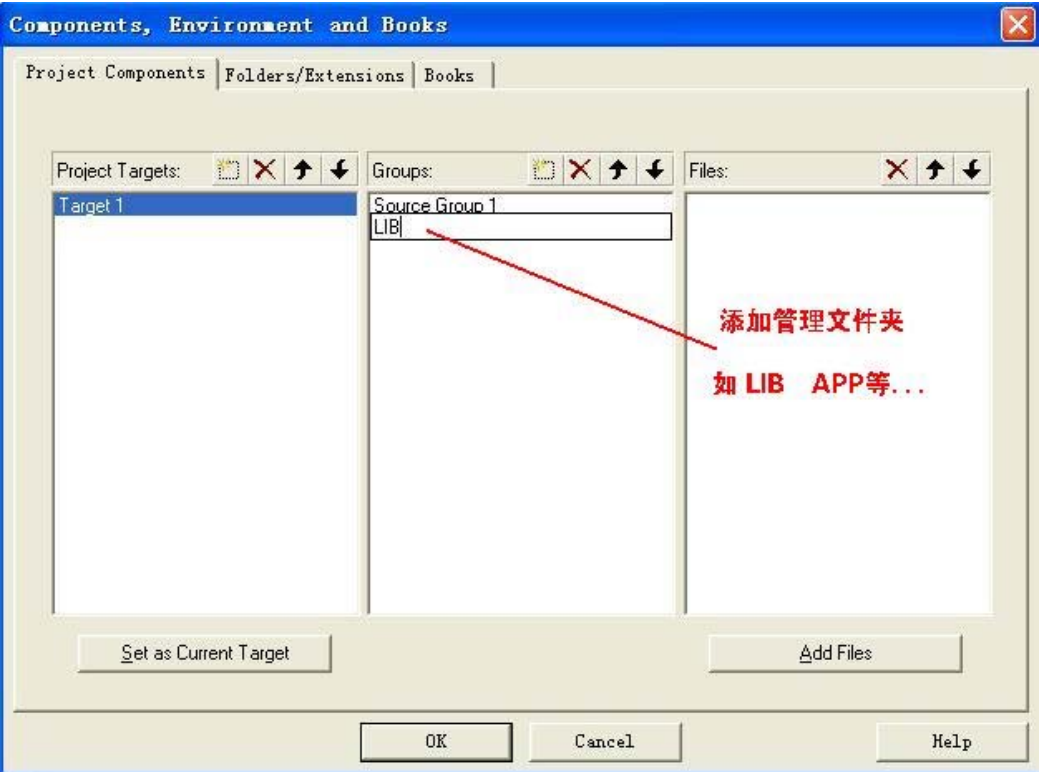 Components, Environment and Books
Project Components Folders/Extensions Books
Project Targets: Groups: Files:
Target 1
Source Group 1
LIB
添加管理文件夹
如 LIB APP等...
Set as Current Target Add Files
OK Cancel Help